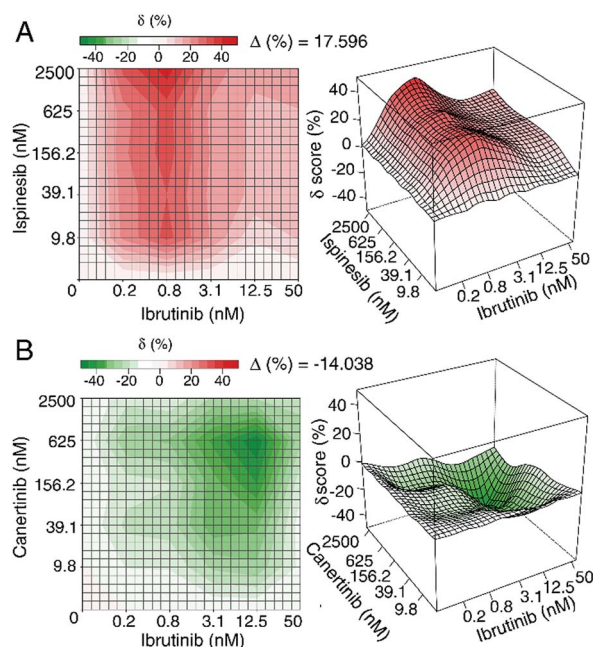 A
δ (%)
-40 -20 0 20 40
Δ (%) = 17.596
2500
625
156.2
39.1
9.8
0
0 0.2 0.8 3.1 12.5 50
Ispinesib (nM)
Ibrutinib (nM)
40
20
0
-20
-40
δ score (%)
2500
625
156.2
39.1
9.8
Ispinesib (nM)
0.2 0.8 3.1 12.5 50
Ibrutinib (nM)
B
δ (%)
-40 -20 0 20 40
Δ (%) = -14.038
2500
625
156.2
39.1
9.8
0
0 0.2 0.8 3.1 12.5 50
Canertinib (nM)
Ibrutinib (nM)
40
20
0
-20
-40
δ score (%)
2500
625
156.2
39.1
9.8
Canertinib (nM)
0.2 0.8 3.1 12.5 50
Ibrutinib (nM)